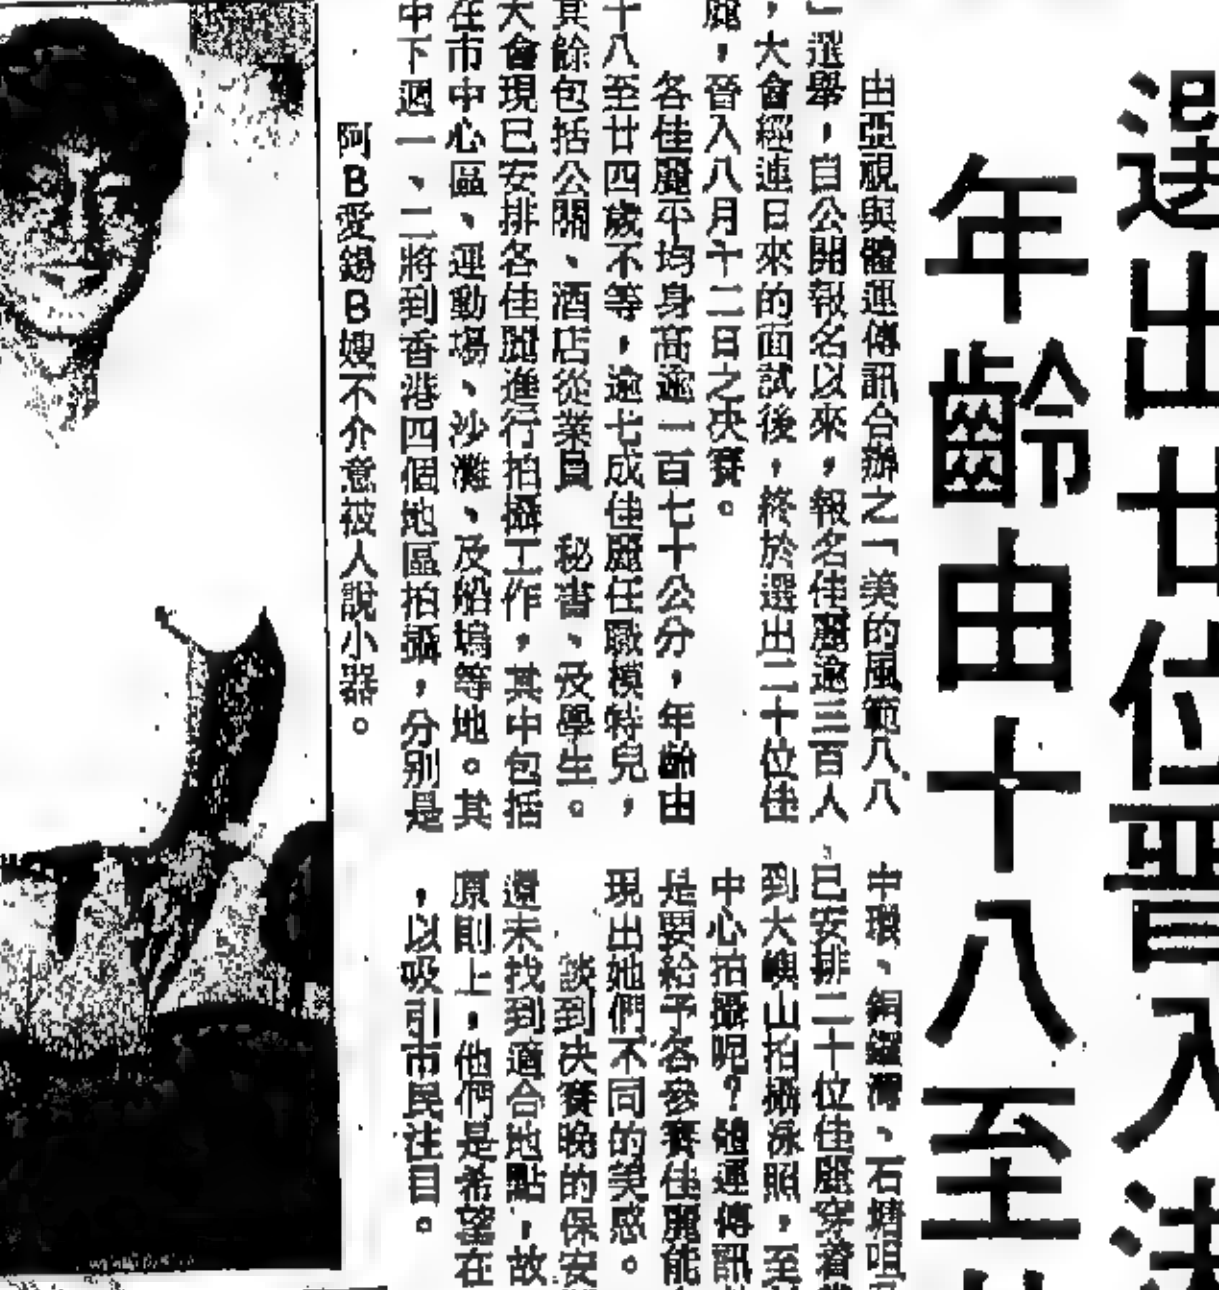 選出廿位晋入決
年齡由十八至廿
由亞視與體運傳訊合辦之「美的風範八八
」選舉，自公開報名以來，報名佳麗逾三百人
，大會經連日來的面試後，終於選出二十位佳
麗，晉入八月十二日之決賽。
各佳麗平均身高逾一百七十公分，年齡由
十八至廿四歲不等，逾七成佳麗任職模特兒，
其餘包括公關、酒店從業員 秘書、及學生。
大會現已安排各佳麗進行拍攝工作，其中包括
在市中心區、運動場、沙灘、及船塢等地。其
中下週一、二將到香港四個地區拍攝，分別是
中環、銅鑼灣、石塘咀
已安排二十位佳麗穿着
到大嶼山拍攝泳照，至
中心拍攝呢？他運傳訊
是要給予各參賽佳麗能
現出她們不同的美感。
談到決賽晚的保安
還未找到適合地點，故
原則上，他們是希望在
，以吸引市民注目。
阿B愛錫B嫂不介意被人說小器。